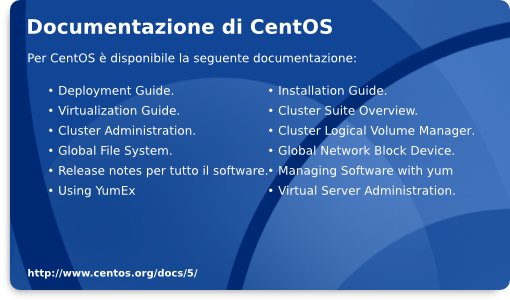 Documentazione di CentOS
Per CentOS è disponibile la seguente documentazione:
• Deployment Guide.
• Virtualization Guide.
• Cluster Administration.
• Global File System.
• Release notes per tutto il software.
• Using YumEx
• Installation Guide.
• Cluster Suite Overview.
• Cluster Logical Volume Manager.
• Global Network Block Device.
• Managing Software with yum
• Virtual Server Administration.
http://www.centos.org/docs/5/